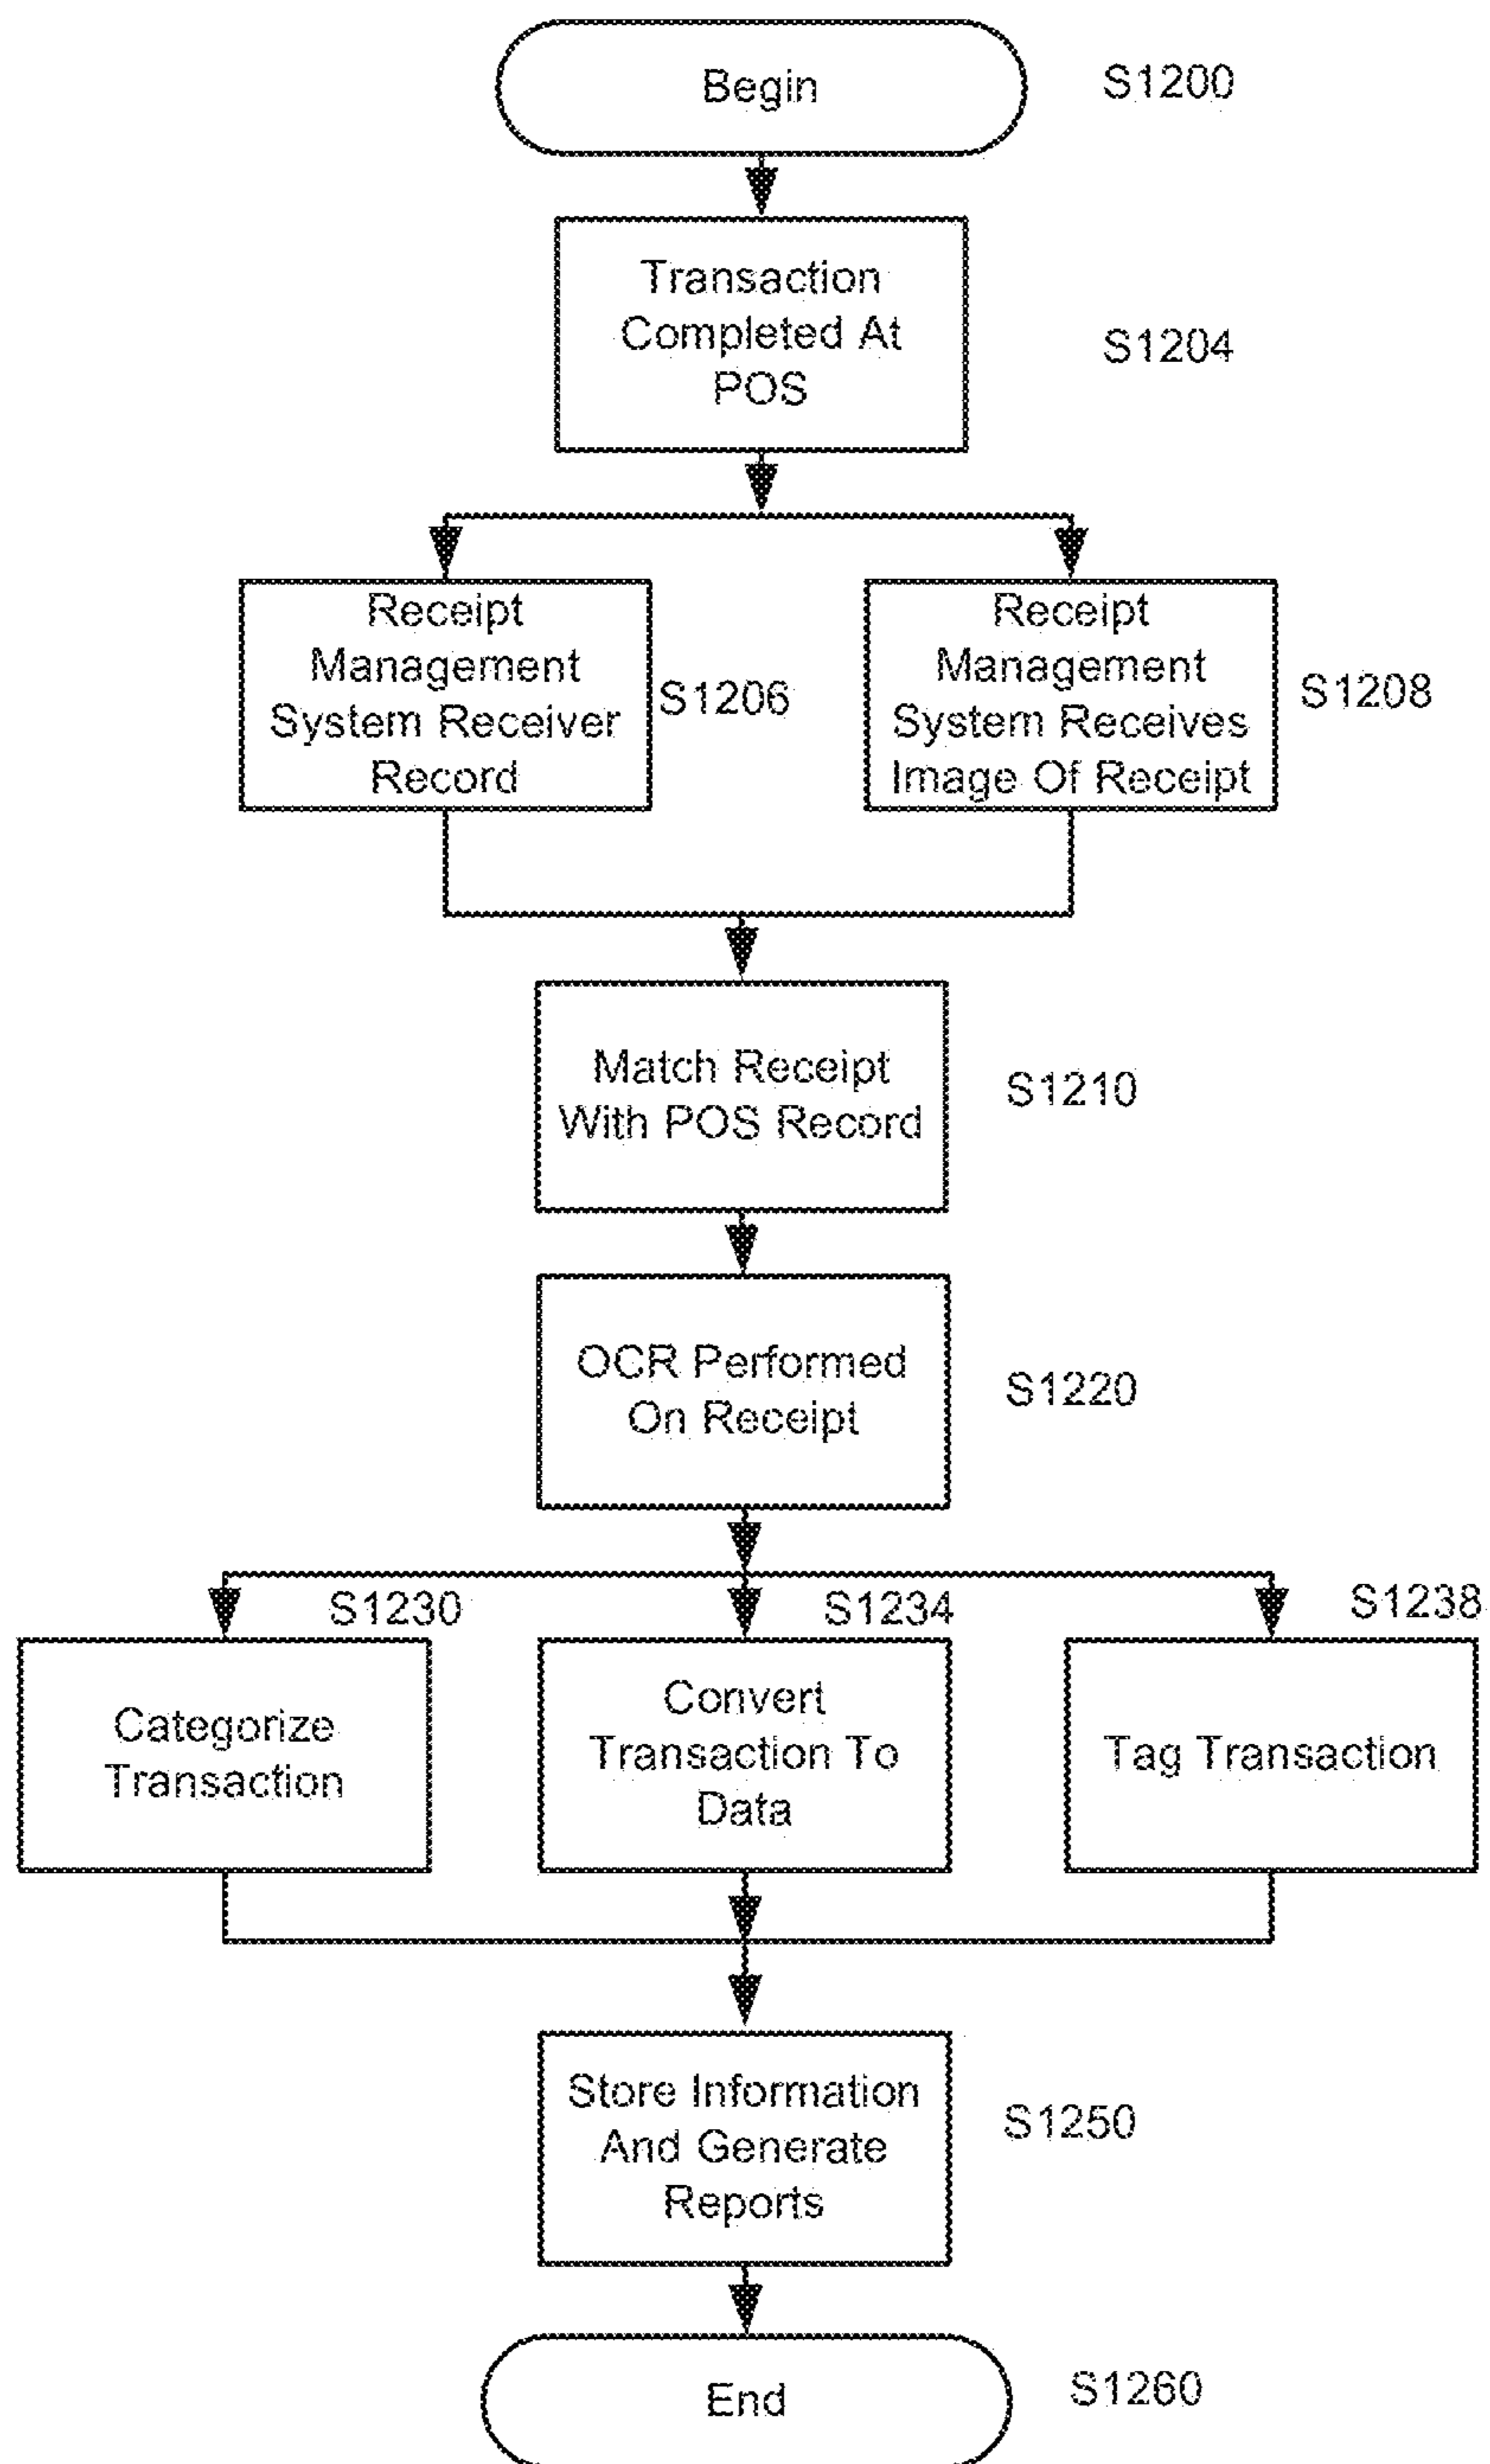 Begin
S1200
Transaction
Completed At
POS
S1204
Receipt
Management
System Receiver
Record
S1206
Receipt
Management
System Receives
Image Of Receipt
S1208
Match Receipt
With POS Record
S1210
OCR Performed
On Receipt
S1220
S1230
Categorize
Transaction
S1234
Convert
Transaction To
Data
S1238
Tag Transaction
Store Information
And Generate
Reports
S1250
End
S1260